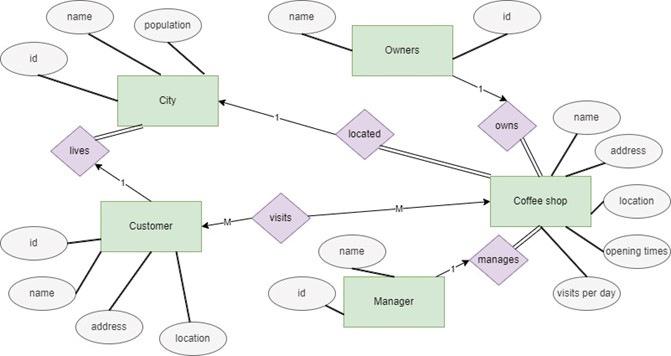 name
population
id
City
name
id
Owners
1
1
located
owns
name
address
lives
1
Coffee shop
location
Customer
M
visits
M
id
name
opening times
manages
name
1
id
Manager
visits per day
address
location